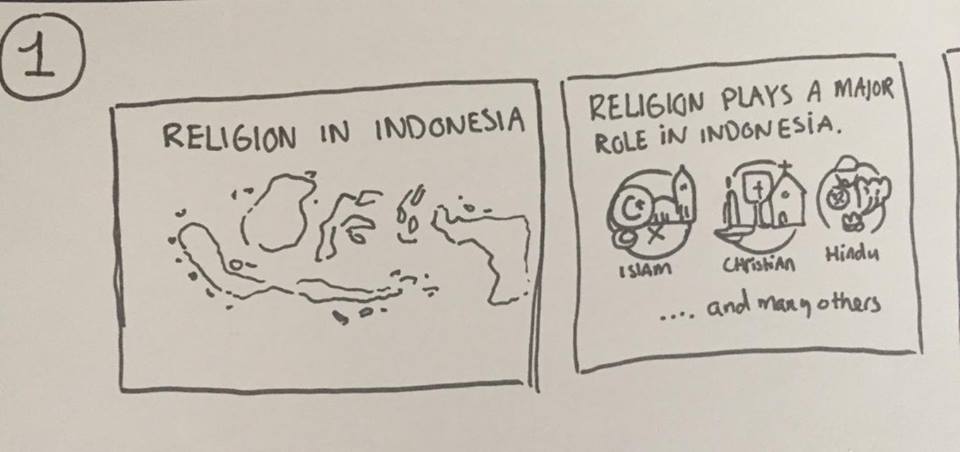 1
RELIGION IN INDONESIA
RELIGION PLAYS A MAJOR
ROLE IN INDONESIA.
ISLAM
CHRistiAn
Hindu
.... and many others